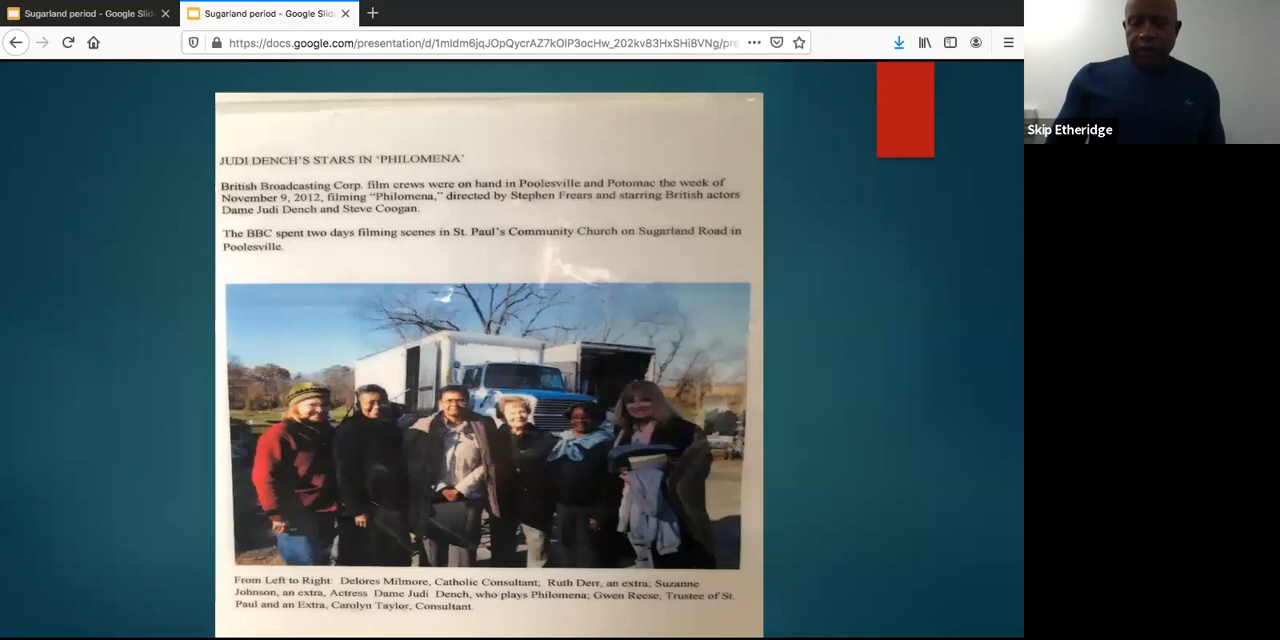 Sugarland period - Google Slid
Sugarland period - Google Slid
https://docs.google.com/presentation/d/1mldm6jqJOpQycrAZ7kOlP3ocHw_202kv83HxSHi8VNg/pre
Skip Etheridge
JUDI DENCH'S STARS IN 'PHILOMENA'
British Broadcasting Corp. film crews were on hand in Poolesville and Potomac the week of
November 9, 2012, filming "Philomena," directed by Stephen Frears and starring British actors
Dame Judi Dench and Steve Coogan.
The BBC spent two days filming scenes in St. Paul's Community Church on Sugarland Road in
Poolesville.
From Left to Right: Delores Milmore, Catholic Consultant; Ruth Derr, an extra; Suzanne
Johnson, an extra, Actress Dame Judi Dench, who plays Philomena; Gwen Reese, Trustee of St.
Paul and an Extra, Carolyn Taylor, Consultant.